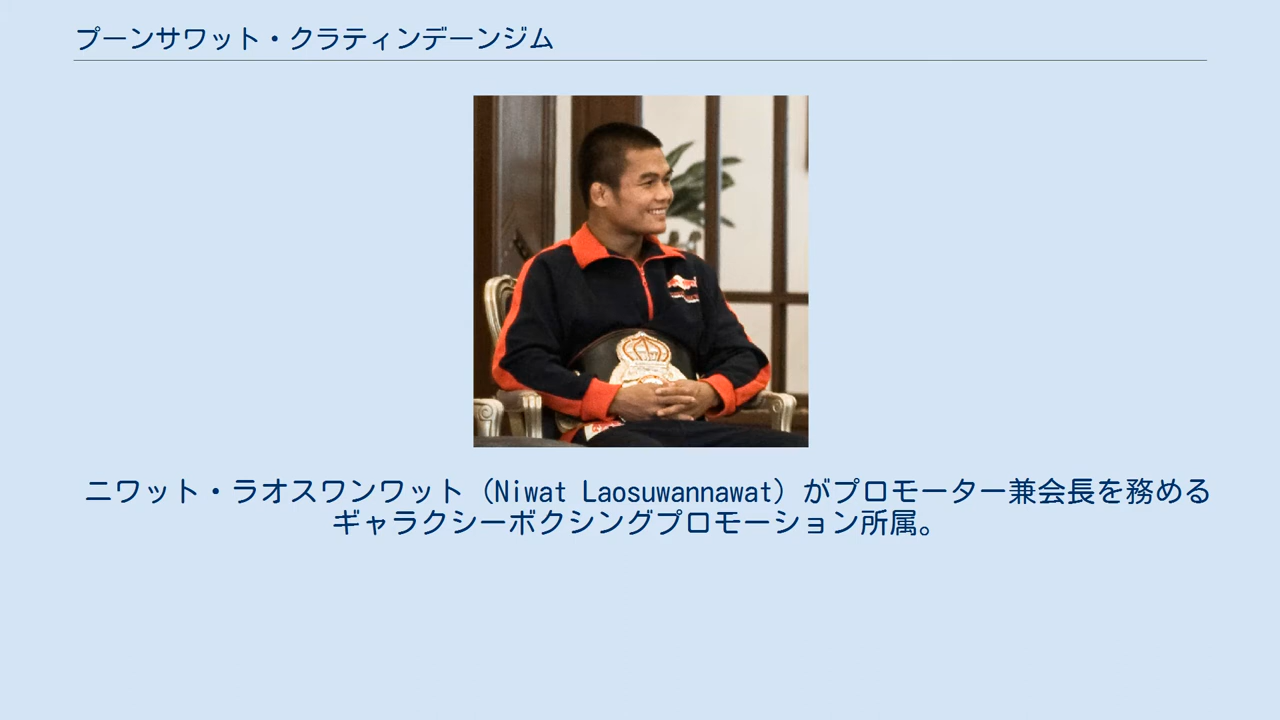 プーンサワット・クラティンデーンジム
ニワット・ラオスワンワット（Niwat Laosuwannawat）がプロモーター兼会長を務める
ギャラクシーボクシングプロモーション所属。